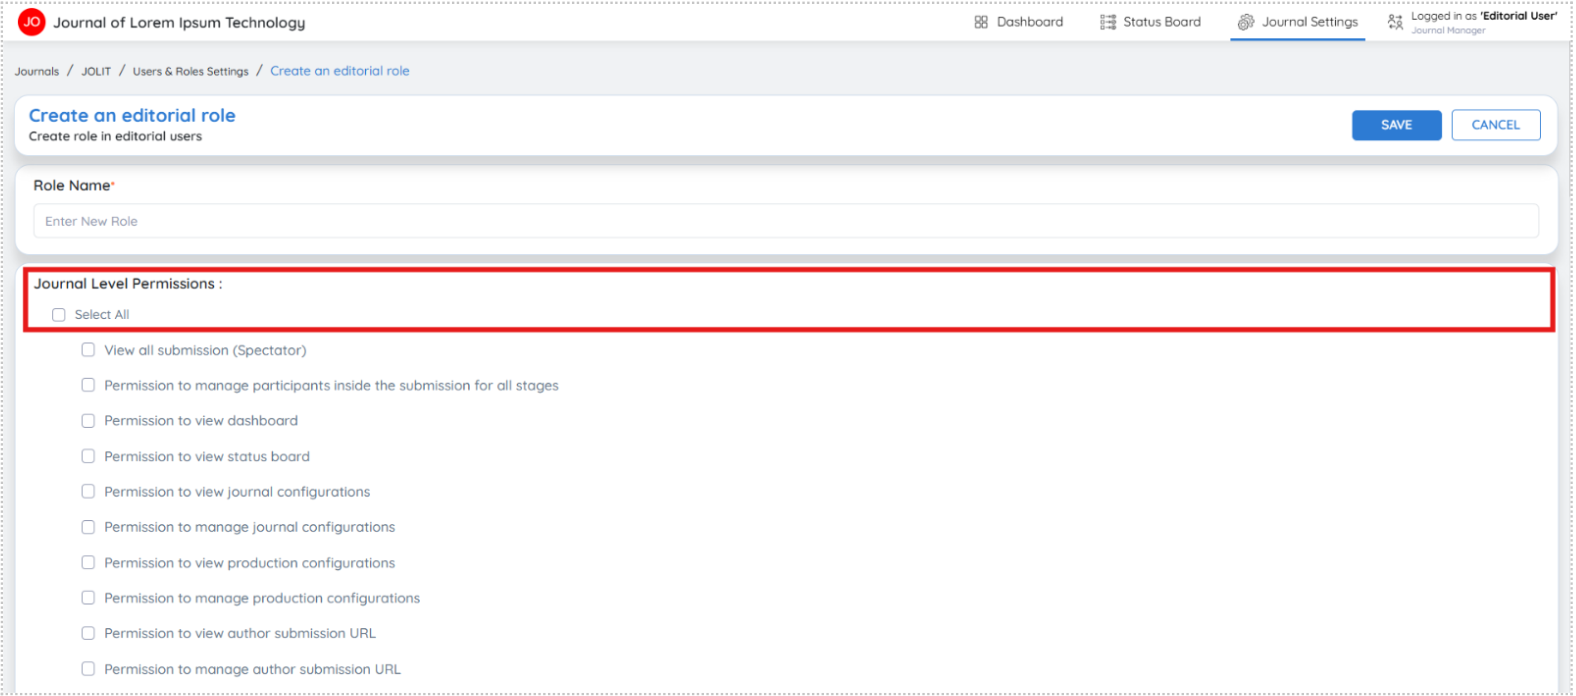 JO Journal of Lorem Ipsum Technology Dashboard Status Board Journal Settings Logged in as 'Editorial User'
Journal Manager
Journals / JOLIT / Users & Roles Settings / Create an editorial role
Create an editorial role
Create role in editorial users
SAVE CANCEL
Role Name*
Enter New Role
Journal Level Permissions :
Select All
View all submission (Spectator)
Permission to manage participants inside the submission for all stages
Permission to view dashboard
Permission to view status board
Permission to view journal configurations
Permission to manage journal configurations
Permission to view production configurations
Permission to manage production configurations
Permission to view author submission URL
Permission to manage author submission URL